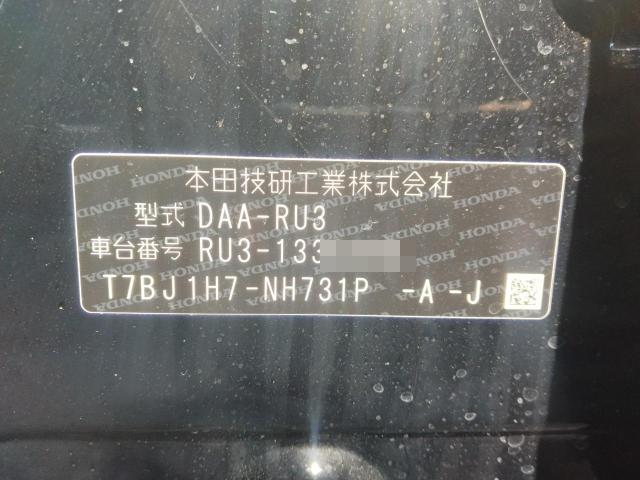 本田技研工業株式会社
型式 DAA-RU3
車台番号 RU3-133
T7BJ1H7-NH731P -A -J